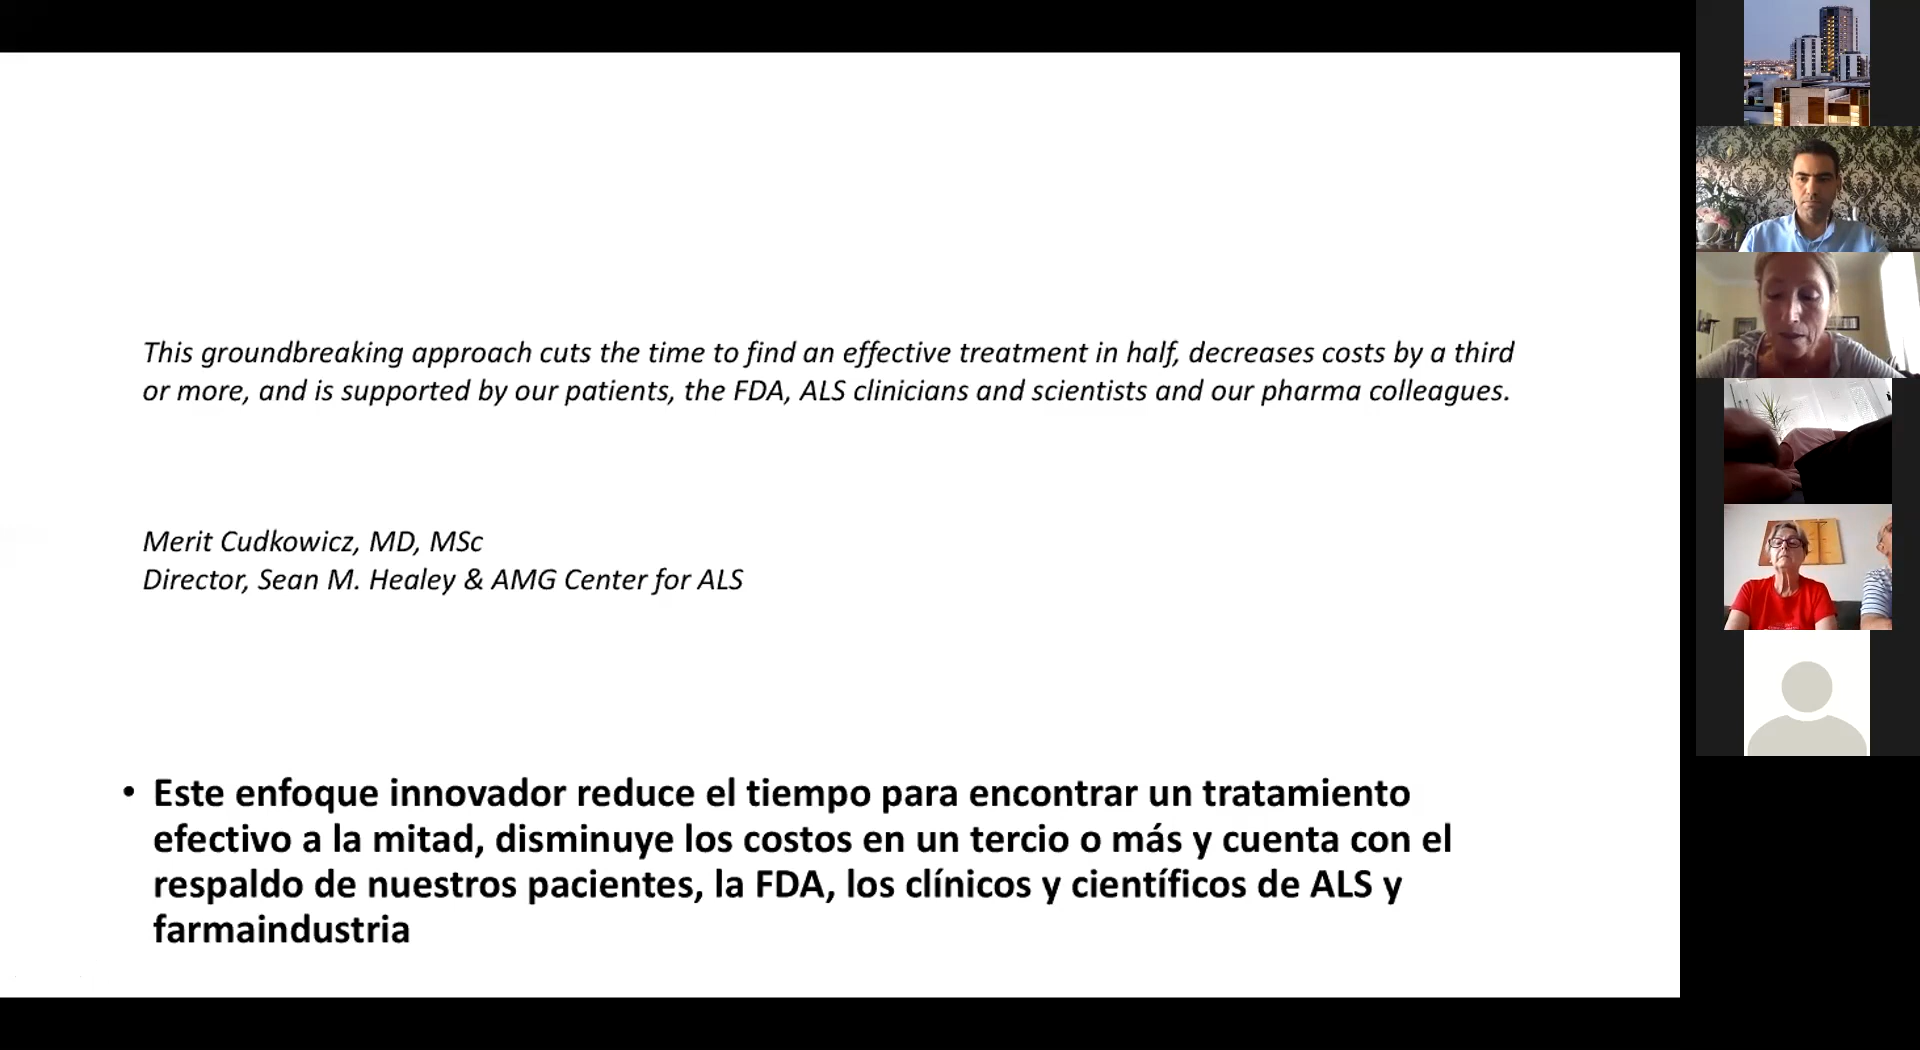 This groundbreaking approach cuts the time to find an effective treatment in half, decreases costs by a third
or more, and is supported by our patients, the FDA, ALS clinicians and scientists and our pharma colleagues.
Merit Cudkowicz, MD, MSc
Director, Sean M. Healey & AMG Center for ALS
• Este enfoque innovador reduce el tiempo para encontrar un tratamiento
efectivo a la mitad, disminuye los costos en un tercio o más y cuenta con el
respaldo de nuestros pacientes, la FDA, los clínicos y científicos de ALS y
farmaindustria